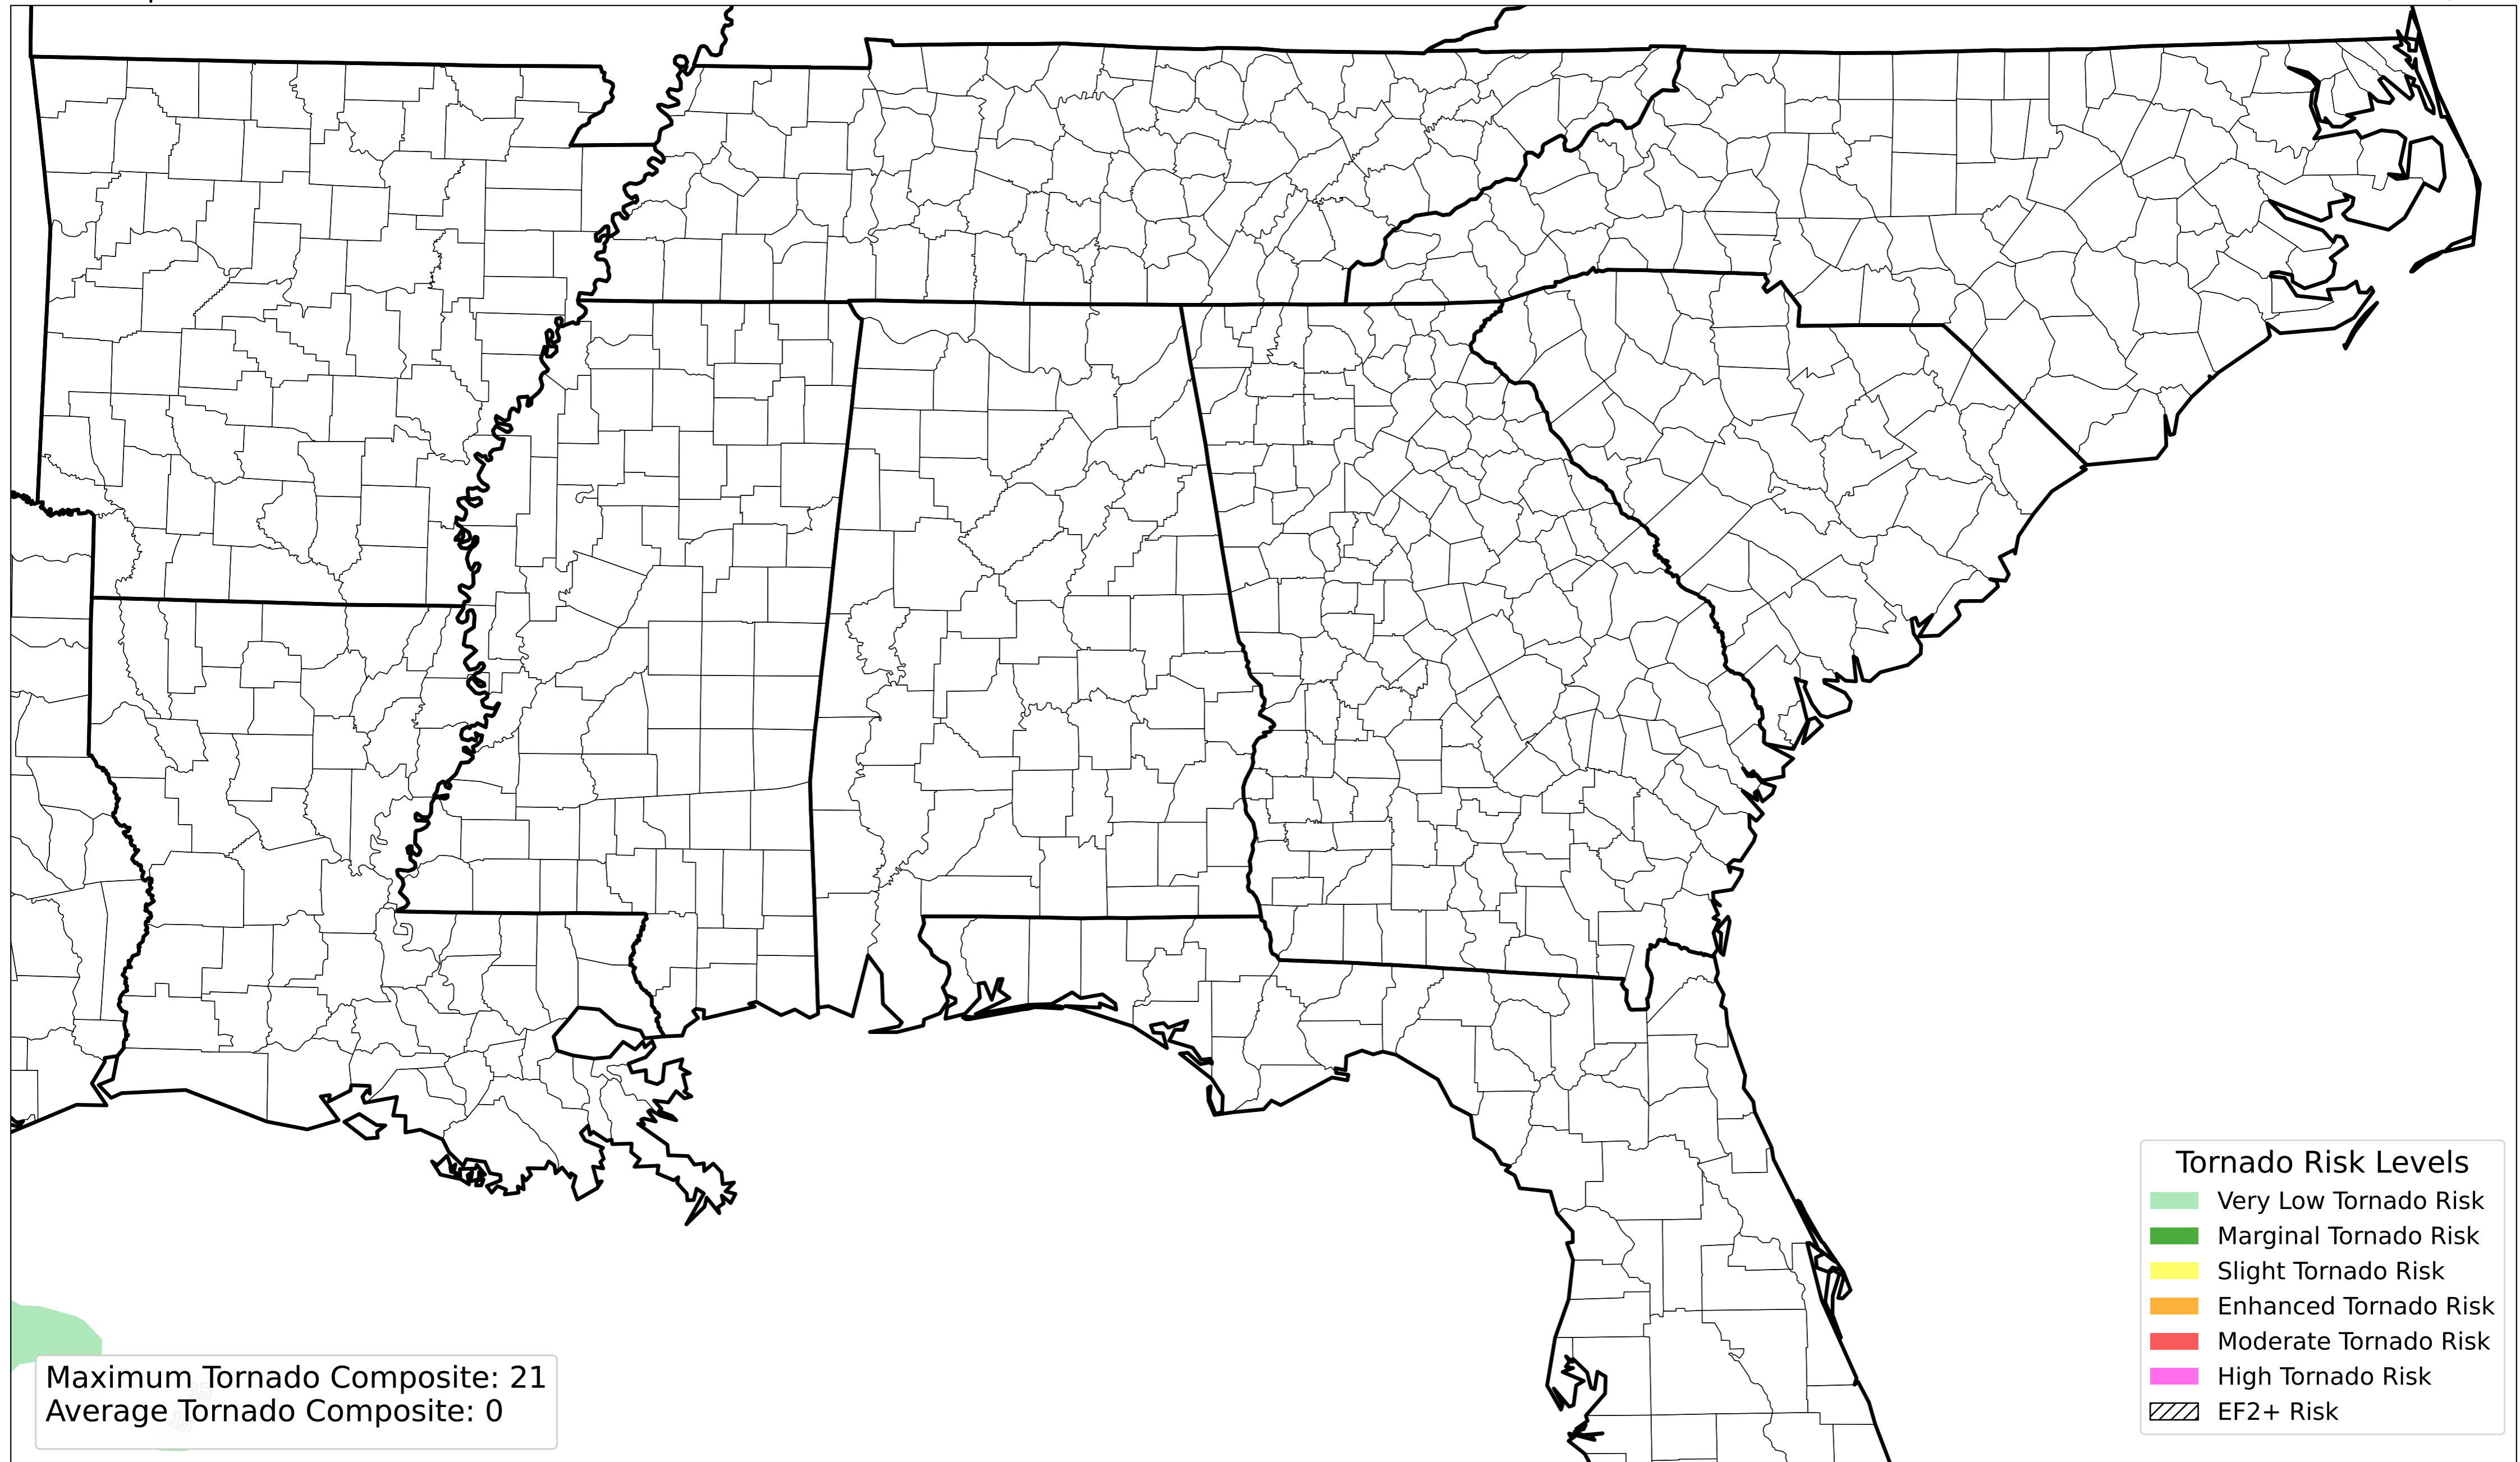 Tornado Risk Levels
Very Low Tornado Risk
Marginal Tornado Risk
Slight Tornado Risk
Enhanced Tornado Risk
Moderate Tornado Risk
High Tornado Risk
EF2+ Risk
Maximum Tornado Composite: 21
Average Tornado Composite: 0